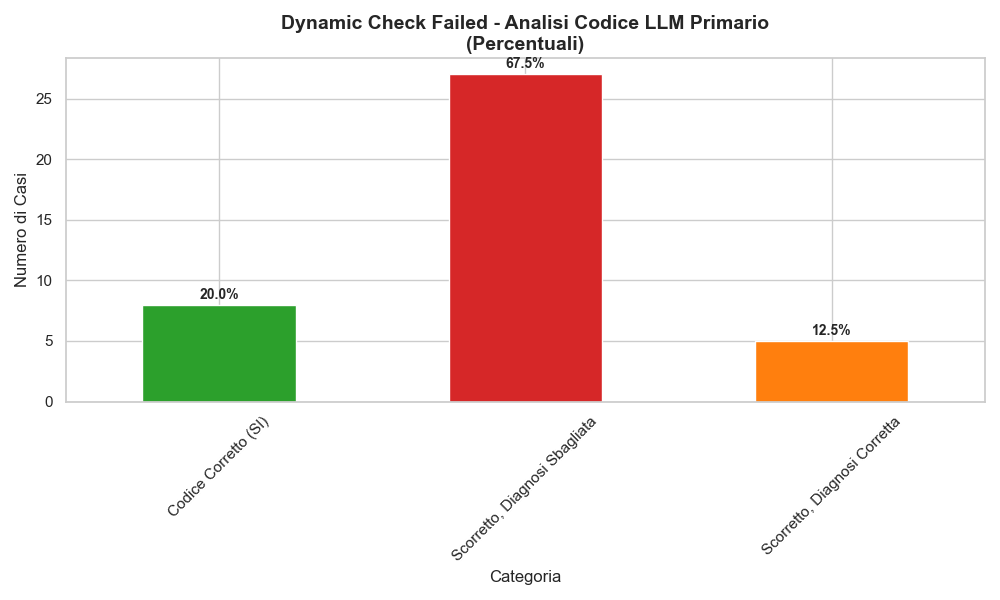 Dynamic Check Failed - Analisi Codice LLM Primario
(Percentuali)
67.5%
25
20
15
10
5
0
20.0%
12.5%
Numero di Casi
Codice Corretto (SI)
Scorretto, Diagnosi Sbagliata
Scorretto, Diagnosi Corretta
Categoria